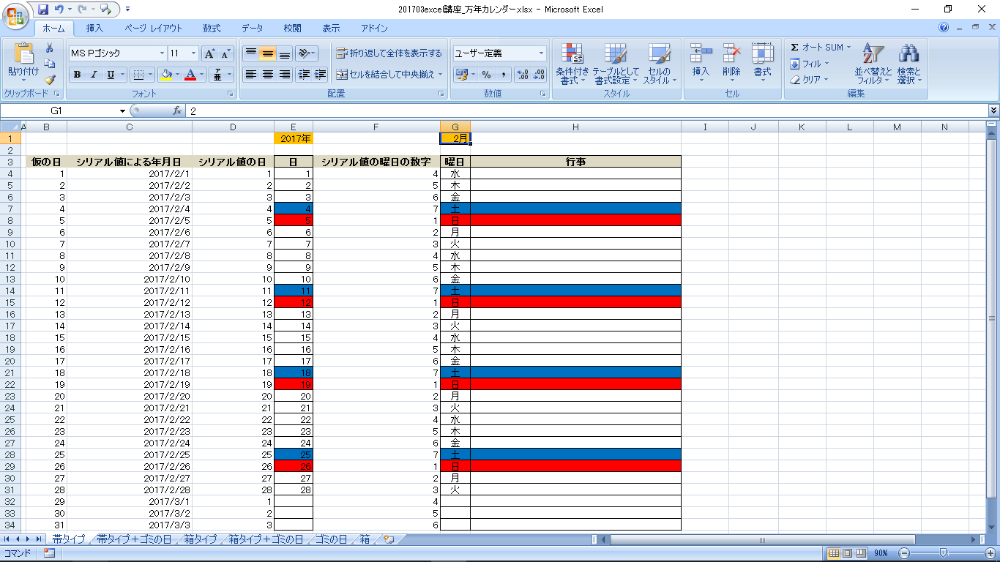 201703excel講座_万年カレンダー.xlsx - Microsoft Excel
ホーム 挿入 ページ レイアウト 数式 データ 校閲 表示 アドイン
貼り付け MS Pゴシック 11 折り返して全体を表示する ユーザー定義 条件付き書式 テーブルとして書式設定 セルのスタイル 挿入 削除 書式 Σ オート SUM 並べ替えとフィルタ 検索と選択
B I U A 亜 セルを結合して中央揃え % , フィル クリア
クリップボード フォント 配置 数値 スタイル セル 編集
G1 fx 2
A B C D E F G H I J K L M N
1 2017年 2月
2
3 仮の日 シリアル値による年月日 シリアル値の日 日 シリアル値の曜日の数字 曜日 行事
4 1 2017/2/1 1 1 4 水
5 2 2017/2/2 2 2 5 木
6 3 2017/2/3 3 3 6 金
7 4 2017/2/4 4 4 7 土
8 5 2017/2/5 5 5 1 日
9 6 2017/2/6 6 6 2 月
10 7 2017/2/7 7 7 3 火
11 8 2017/2/8 8 8 4 水
12 9 2017/2/9 9 9 5 木
13 10 2017/2/10 10 10 6 金
14 11 2017/2/11 11 11 7 土
15 12 2017/2/12 12 12 1 日
16 13 2017/2/13 13 13 2 月
17 14 2017/2/14 14 14 3 火
18 15 2017/2/15 15 15 4 水
19 16 2017/2/16 16 16 5 木
20 17 2017/2/17 17 17 6 金
21 18 2017/2/18 18 18 7 土
22 19 2017/2/19 19 19 1 日
23 20 2017/2/20 20 20 2 月
24 21 2017/2/21 21 21 3 火
25 22 2017/2/22 22 22 4 水
26 23 2017/2/23 23 23 5 木
27 24 2017/2/24 24 24 6 金
28 25 2017/2/25 25 25 7 土
29 26 2017/2/26 26 26 1 日
30 27 2017/2/27 27 27 2 月
31 28 2017/2/28 28 28 3 火
32 29 2017/3/1 1 4
33 30 2017/3/2 2 5
34 31 2017/3/3 3 6
帯タイプ 帯タイプ＋ゴミの日 箱タイプ 箱タイプ＋ゴミの日 ゴミの日 箱
コマンド 90%